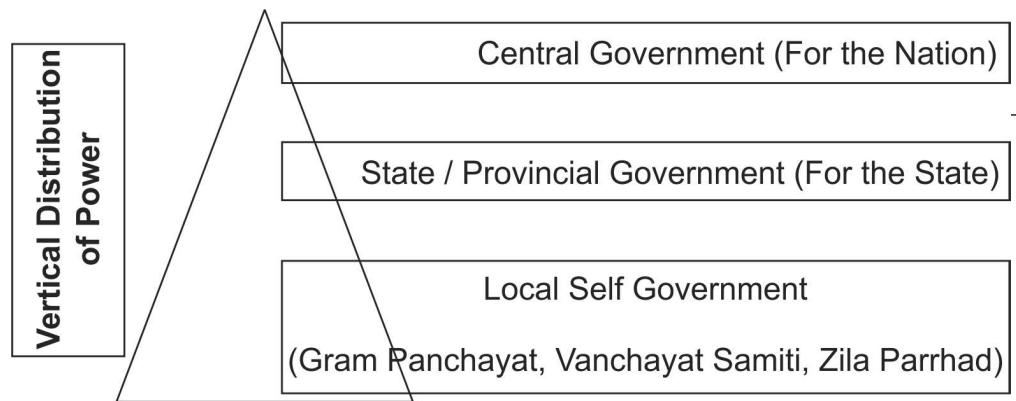 Vertical Distribution
of Power
Central Government (For the Nation)
State / Provincial Government (For the State)
Local Self Government
(Gram Panchayat, Vanchayat Samiti, Zila Parrhad)